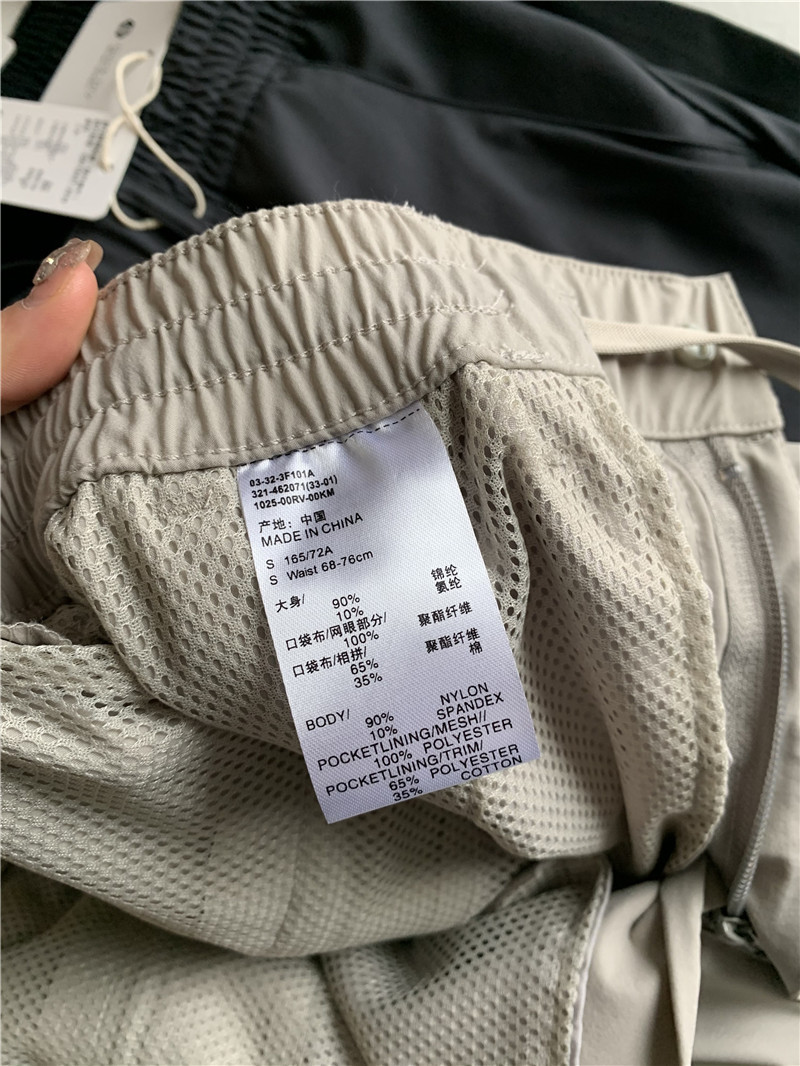 03-32-3F101A
321-462071(33-01)
1025-00RV-00KM
产地：中国
MADE IN CHINA
S 165/72A
S Waist 68-76cm
大身/ 90% 锦纶
10% 氨纶
口袋布/网眼部分/
100% 聚酯纤维
口袋布/相拼/
65% 聚酯纤维
35% 棉
BODY/ 90% NYLON
10% SPANDEX
POCKETLINING/MESH//
100% POLYESTER
POCKETLINING/TRIM/
65% POLYESTER
35% COTTON